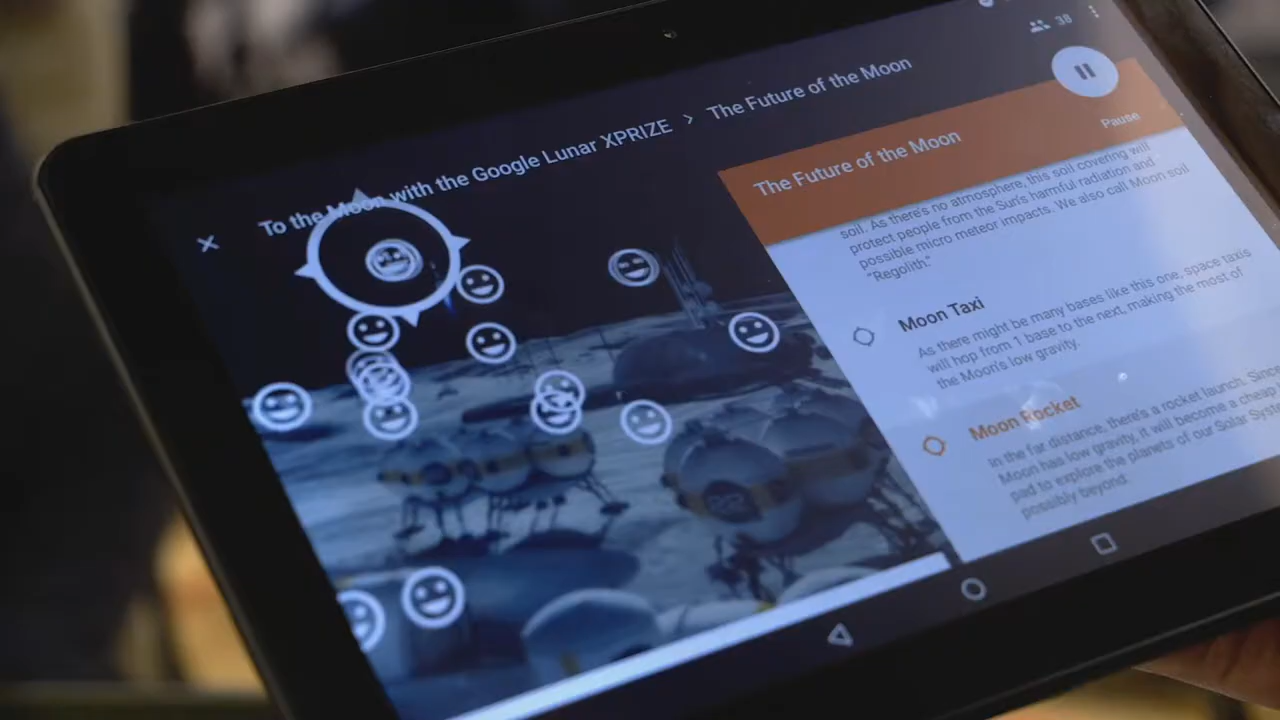 38
To the Moon with the Google Lunar XPRIZE > The Future of the Moon
The Future of the Moon
Pause
soil. As there's no atmosphere, this soil covering will
protect people from the Sun's harmful radiation and
possible micro meteor impacts. We also call Moon soil
"Regolith."
Moon Taxi
As there might be many bases like this one, space taxis
will hop from 1 base to the next, making the most of
the Moon's low gravity.
Moon Rocket
In the far distance, there's a rocket launch. Since
Moon has low gravity, it will become a cheap
pad to explore the planets of our Solar Syst
possibly beyond.